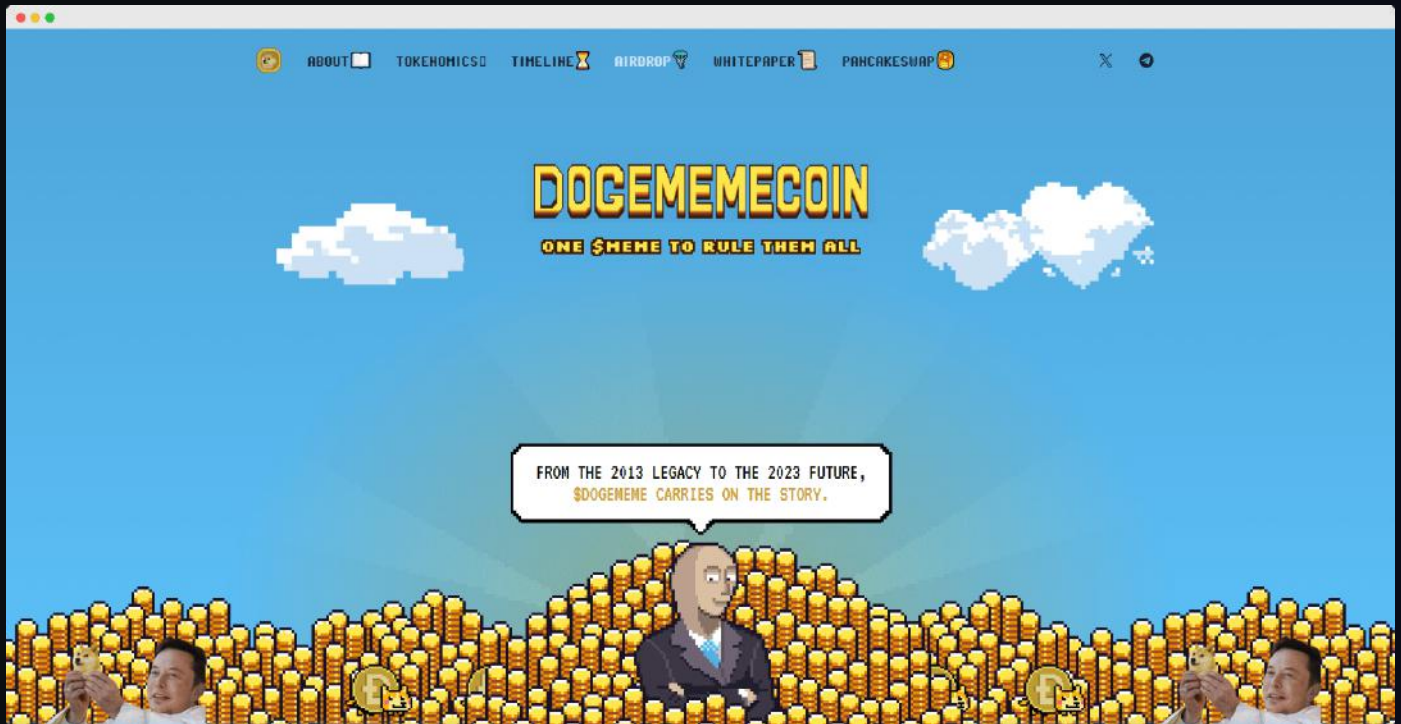 ABOUT
TOKENOMICS
TIMELINE
AIRDROP
WHITEPAPER
PANCAKESWAP
DOGEMEMECOIN
ONE $MEME TO RULE THEM ALL
FROM THE 2013 LEGACY TO THE 2023 FUTURE,
$DOGEMEME CARRIES ON THE STORY.